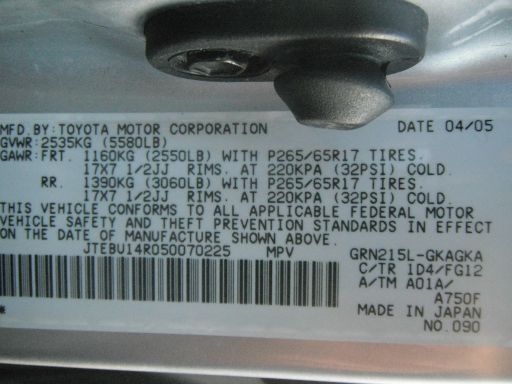 MFD. BY: TOYOTA MOTOR CORPORATION DATE 04/05
GVWR: 2535KG (5580LB)
GAWR: FRT. 1160KG (2550LB) WITH P265/65R17 TIRES.
17X7 1/2JJ RIMS. AT 220KPA (32PSI) COLD.
RR. 1390KG (3060LB) WITH P265/65R17 TIRES.
17X7 1/2JJ RIMS. AT 220KPA (32PSI) COLD.
THIS VEHICLE CONFORMS TO ALL APPLICABLE FEDERAL MOTOR
VEHICLE SAFETY AND THEFT PREVENTION STANDARDS IN EFFECT
ON THE DATE OF MANUFACTURE SHOWN ABOVE.
JTEBU14R050070225 MPV GRN215L-GKAGKA
C/TR 1D4/FG12
A/TM A01A/
A750F
MADE IN JAPAN
NO.090
*